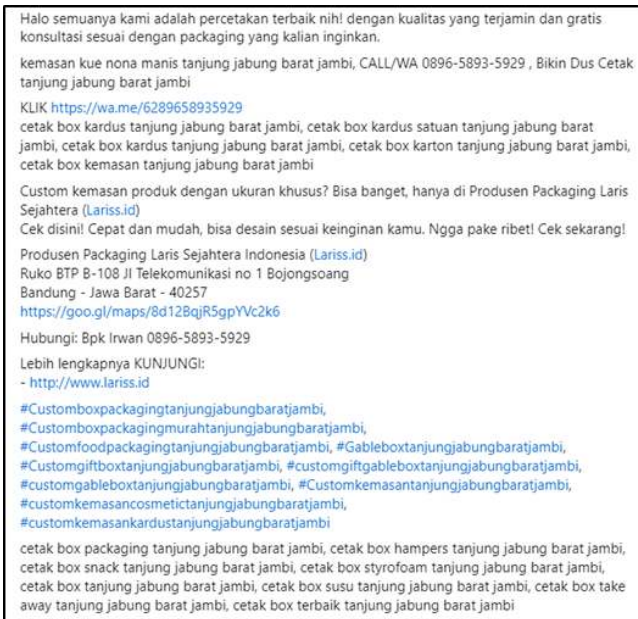 Halo semuanya kami adalah percetakan terbaik nih! dengan kualitas yang terjamin dan gratis
konsultasi sesuai dengan packaging yang kalian inginkan.
kemasan kue nona manis tanjung jabung barat jambi, CALL/WA 0896-5893-5929 , Bikin Dus Cetak
tanjung jabung barat jambi
KLIK https://wa.me/6289658935929
cetak box kardus tanjung jabung barat jambi, cetak box kardus satuan tanjung jabung barat
jambi, cetak box kardus tanjung jabung barat jambi, cetak box karton tanjung jabung barat jambi,
cetak box kemasan tanjung jabung barat jambi
Custom kemasan produk dengan ukuran khusus? Bisa banget, hanya di Produsen Packaging Laris
Sejahtera (Lariss.id)
Cek disini! Cepat dan mudah, bisa desain sesuai keinginan kamu. Ngga pake ribet! Cek sekarang!
Produsen Packaging Laris Sejahtera Indonesia (Lariss.id)
Ruko BTP B-108 Jl Telekomunikasi no 1 Bojongsoang
Bandung - Jawa Barat - 40257
https://goo.gl/maps/8d12BqjR5gpYVc2k6
Hubungi: Bpk Irwan 0896-5893-5929
Lebih lengkapnya KUNJUNGI:
- http://www.lariss.id
#Customboxpackagingtanjungjabungbaratjambi,
#Customboxpackagingmurahtanjungjabungbaratjambi,
#Customfoodpackagingtanjungjabungbaratjambi, #Gableboxtanjungjabungbaratjambi,
#Customgiftboxtanjungjabungbaratjambi, #customgiftgableboxtanjungjabungbaratjambi,
#customgableboxtanjungjabungbaratjambi, #Customkemasantanjungjabungbaratjambi,
#customkemasancosmetictanjungjabungbaratjambi,
#customkemasankardustanjungjabungbaratjambi
cetak box packaging tanjung jabung barat jambi, cetak box hampers tanjung jabung barat jambi,
cetak box snack tanjung jabung barat jambi, cetak box styrofoam tanjung jabung barat jambi,
cetak box tanjung jabung barat jambi, cetak box susu tanjung jabung barat jambi, cetak box take
away tanjung jabung barat jambi, cetak box terbaik tanjung jabung barat jambi